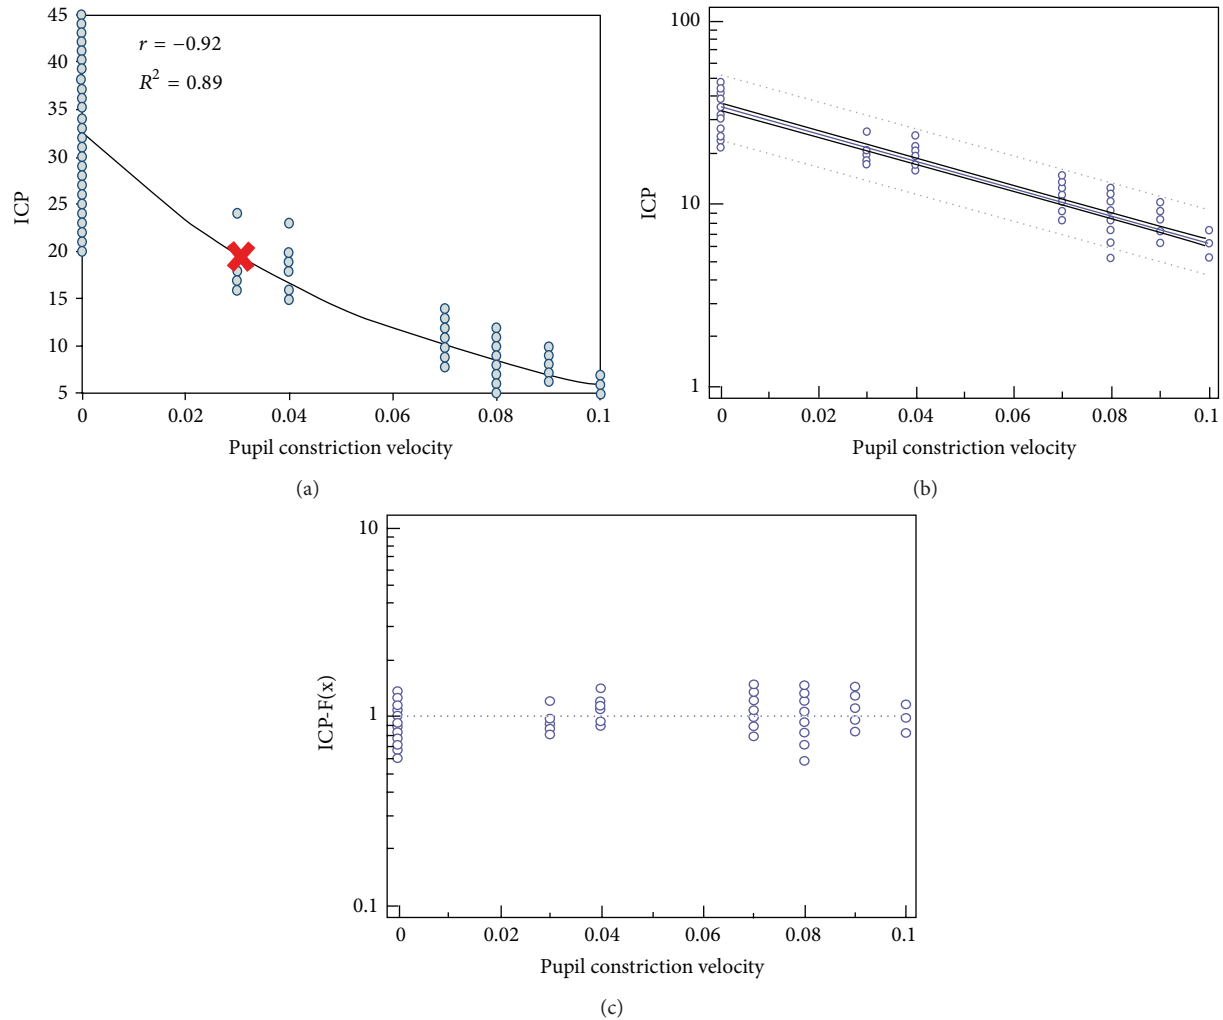 45
40
35
30
25
20
15
10
5
ICP
r = −0.92
R² = 0.89
0 0.02 0.04 0.06 0.08 0.1
Pupil constriction velocity
(a)
100
10
1
ICP
0 0.02 0.04 0.06 0.08 0.1
Pupil constriction velocity
(b)
10
1
0.1
ICP-F(x)
0 0.02 0.04 0.06 0.08 0.1
Pupil constriction velocity
(c)